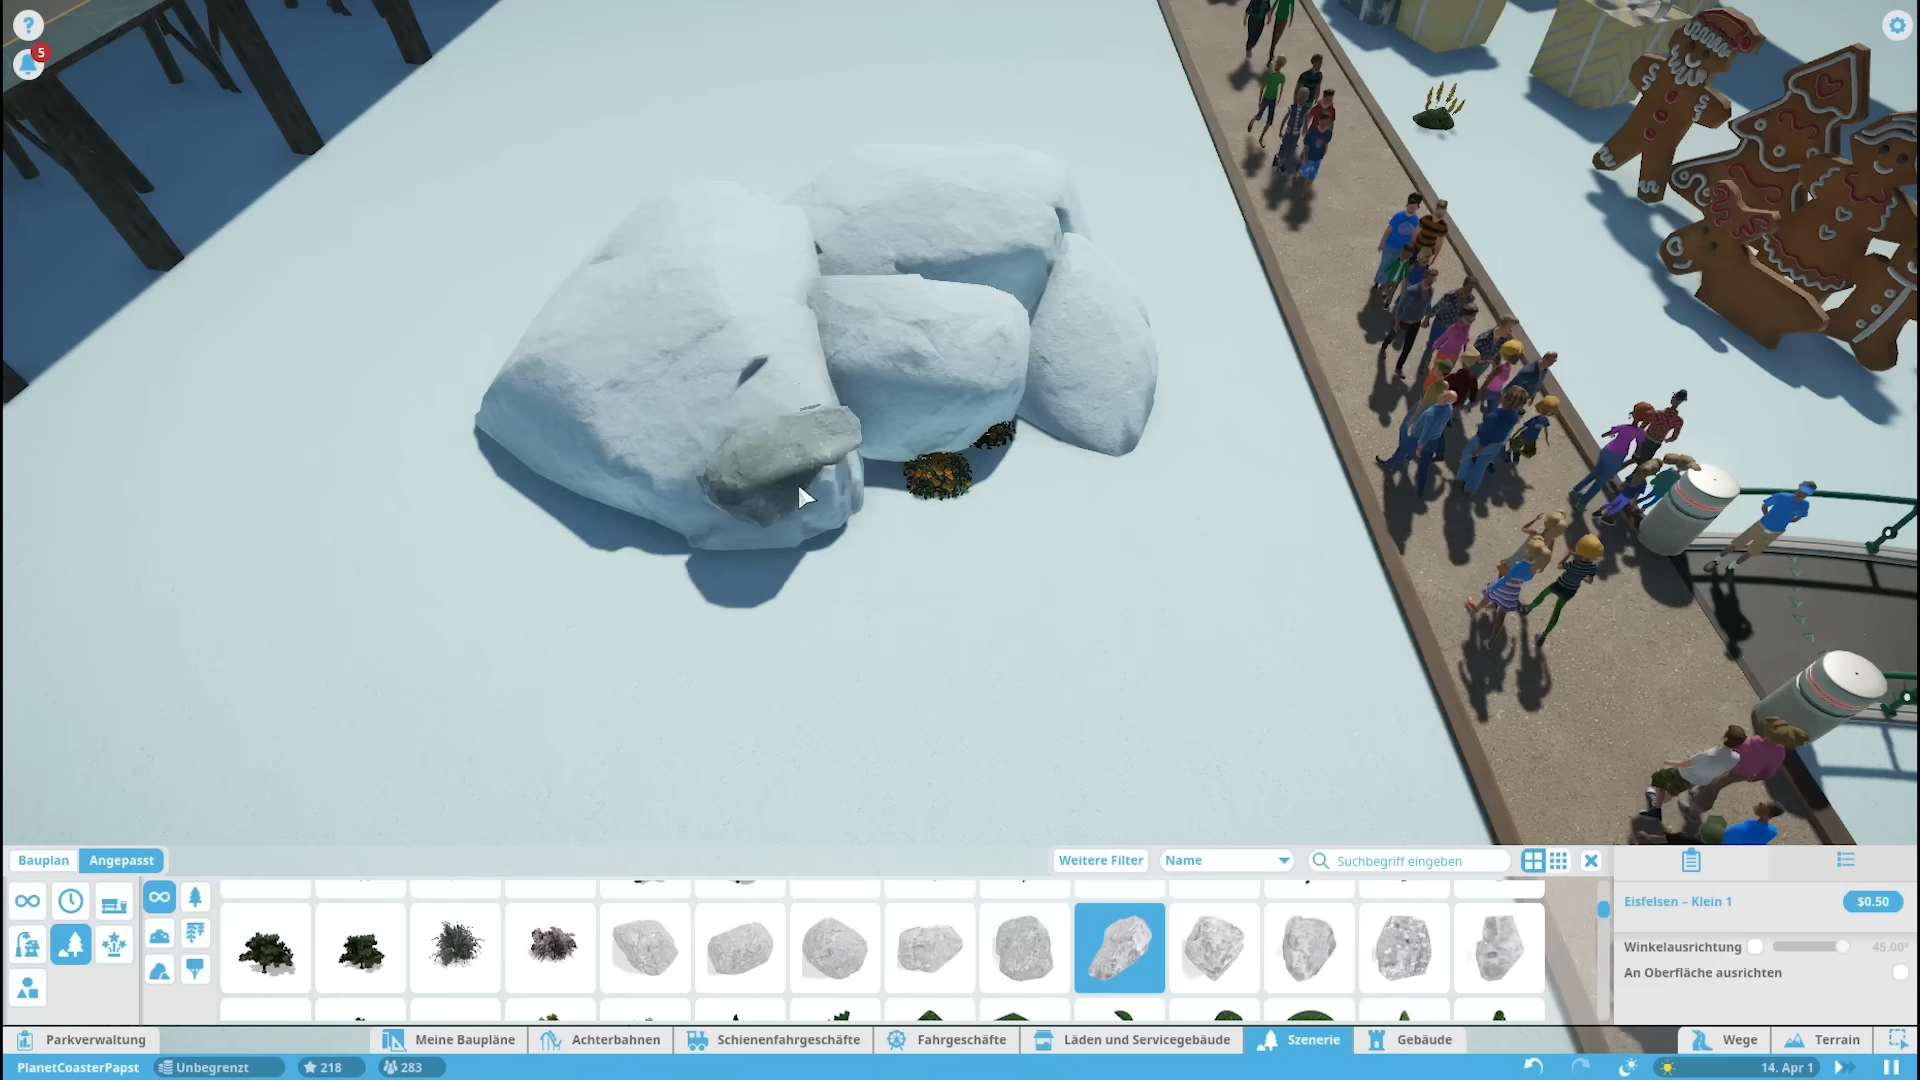 ?
5
Bauplan
Angepasst
Weitere Filter
Name
Suchbegriff eingeben
Eisfelsen – Klein 1
$0.50
Winkelausrichtung
45.00°
An Oberfläche ausrichten
Parkverwaltung
Meine Baupläne
Achterbahnen
Schienenfahrgeschäfte
Fahrgeschäfte
Läden und Servicegebäude
Szenerie
Gebäude
Wege
Terrain
PlanetCoasterPapst
Unbegrenzt
218
283
14. Apr 1